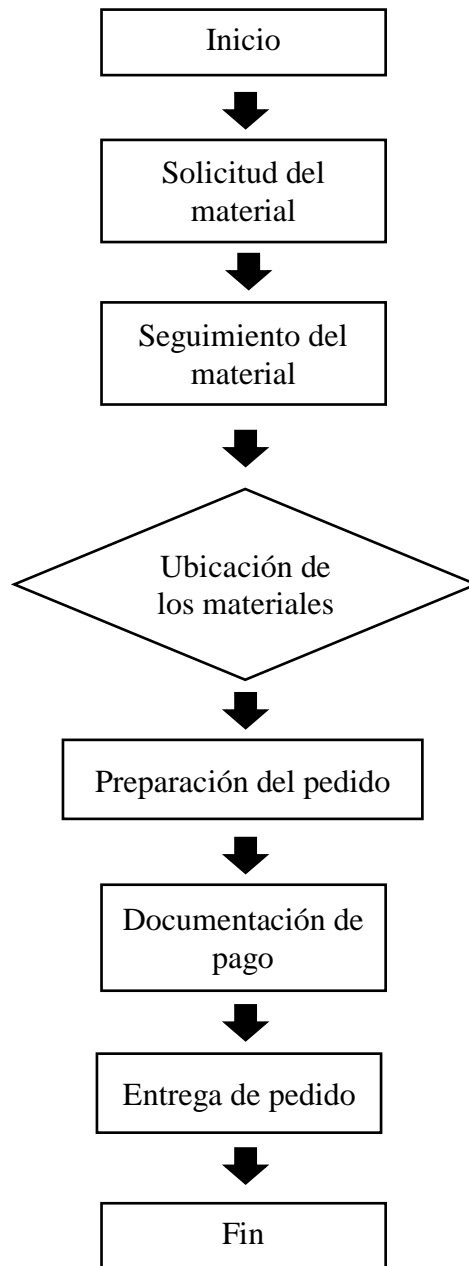 Inicio
Solicitud del
material
Seguimiento del
material
Ubicación de
los materiales
Preparación del pedido
Documentación de
pago
Entrega de pedido
Fin